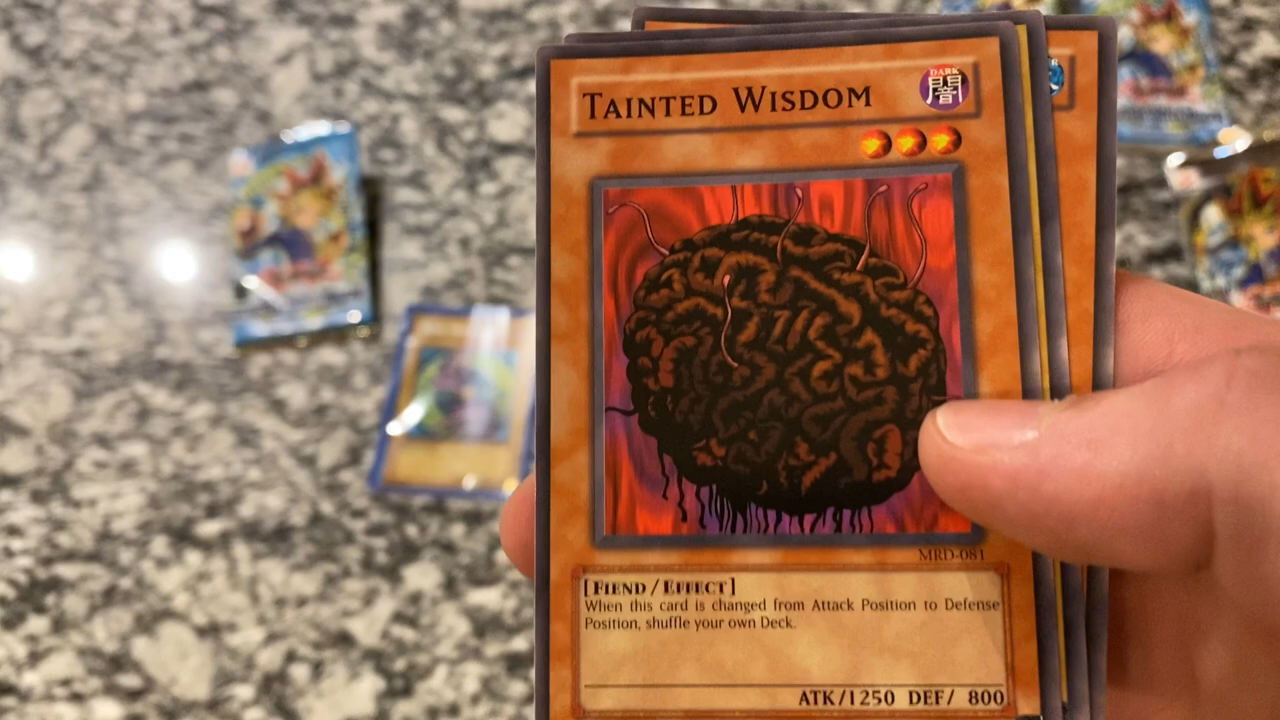 TAINTED WISDOM
DARK
闇
MRD-081
[FIEND / EFFECT]
When this card is changed from Attack Position to Defense
Position, shuffle your own Deck.
ATK/1250 DEF/ 800